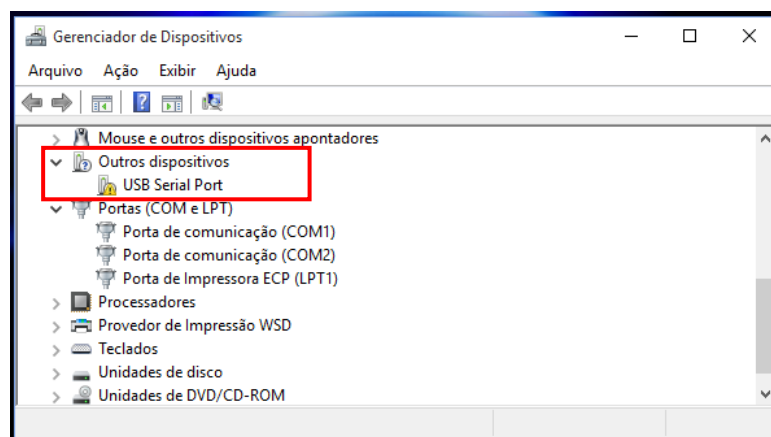 Gerenciador de Dispositivos
Arquivo Ação Exibir Ajuda
Mouse e outros dispositivos apontadores
Outros dispositivos
USB Serial Port
Portas (COM e LPT)
Porta de comunicação (COM1)
Porta de comunicação (COM2)
Porta de Impressora ECP (LPT1)
Processadores
Provedor de Impressão WSD
Teclados
Unidades de disco
Unidades de DVD/CD-ROM